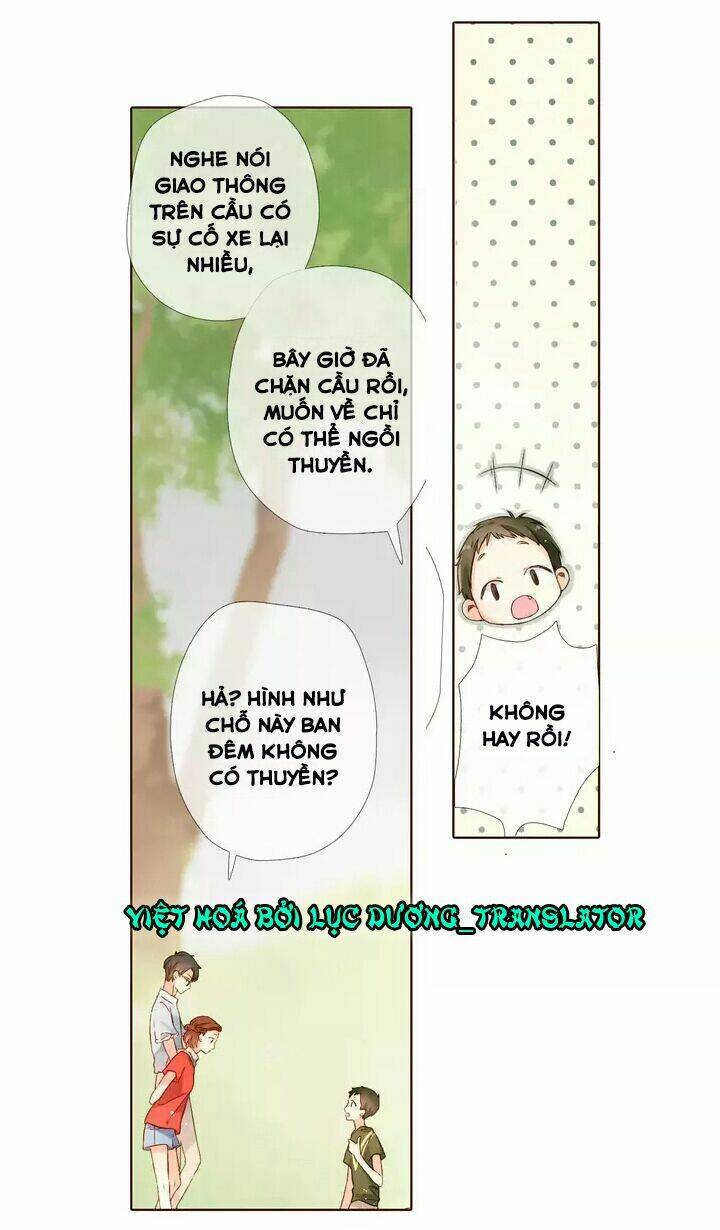 KHÔNG
HAY RỒI!
NGHE NÓI
GIAO THÔNG
TRÊN CẦU CÓ
SỰ CỐ XE LẠI
NHIỀU,
BÂY GIỜ ĐÃ
CHẶN CẦU RỒI,
MUỐN VỀ CHỈ
CÓ THỂ NGỒI
THUYỀN.
HẢ? HÌNH NHƯ
CHỖ NÀY BAN
ĐÊM KHÔNG
CÓ THUYỀN?
VIỆT HOÁ BỞI LỤC DƯƠNG_TRANSLATOR